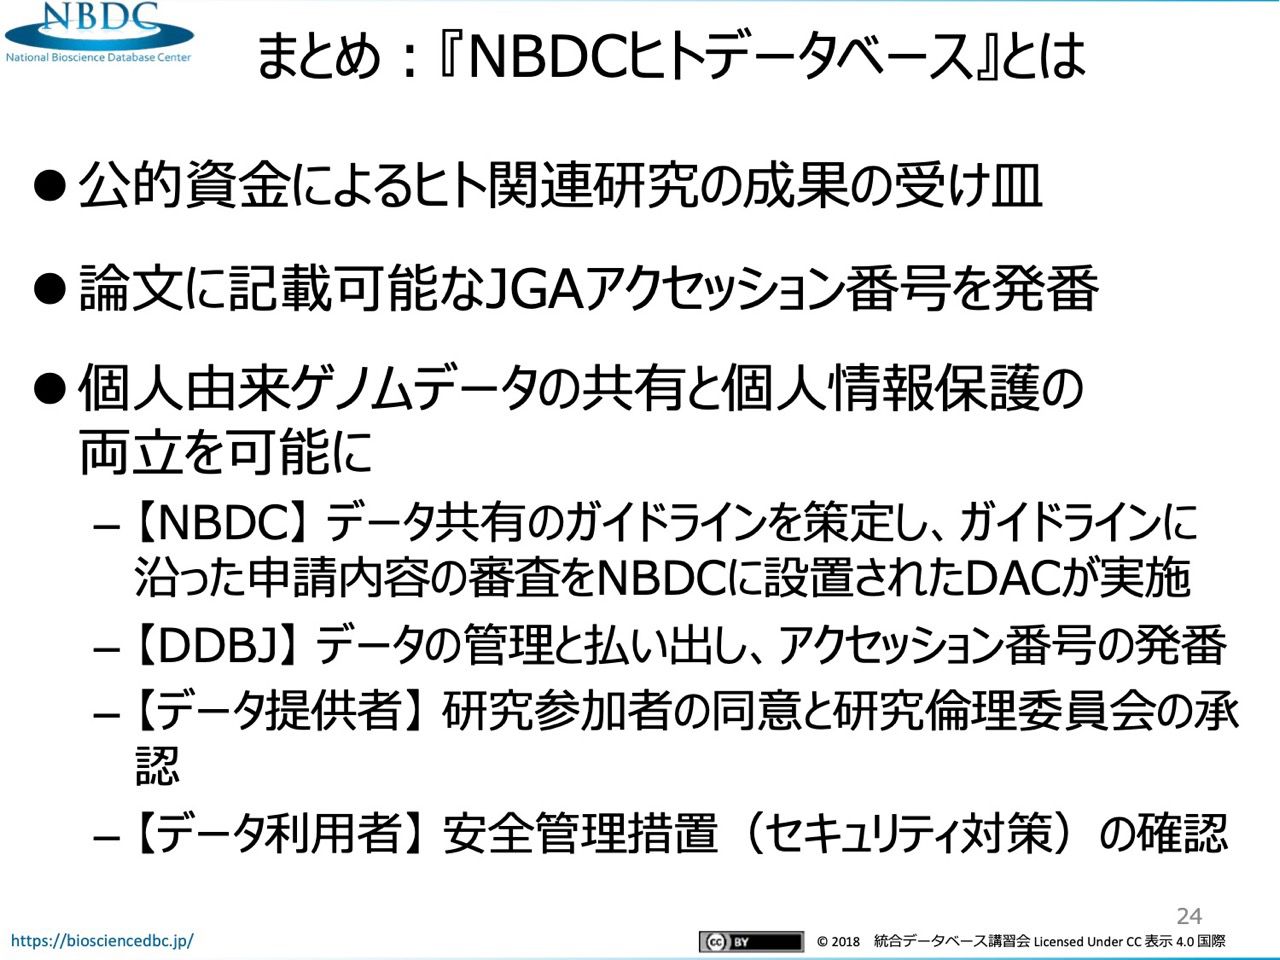 NBDC
National Bioscience Database Center
まとめ：『NBDCヒトデータベース』とは
● 公的資金によるヒト関連研究の成果の受け皿
● 論文に記載可能なJGAアクセッション番号を発番
● 個人由来ゲノムデータの共有と個人情報保護の
両立を可能に
– 【NBDC】データ共有のガイドラインを策定し、ガイドラインに
沿った申請内容の審査をNBDCに設置されたDACが実施
– 【DDBJ】データの管理と払い出し、アクセッション番号の発番
– 【データ提供者】研究参加者の同意と研究倫理委員会の承
認
– 【データ利用者】安全管理措置（セキュリティ対策）の確認
24
https://biosciencedbc.jp/
cc BY © 2018 統合データベース講習会 Licensed Under CC 表示 4.0 国際